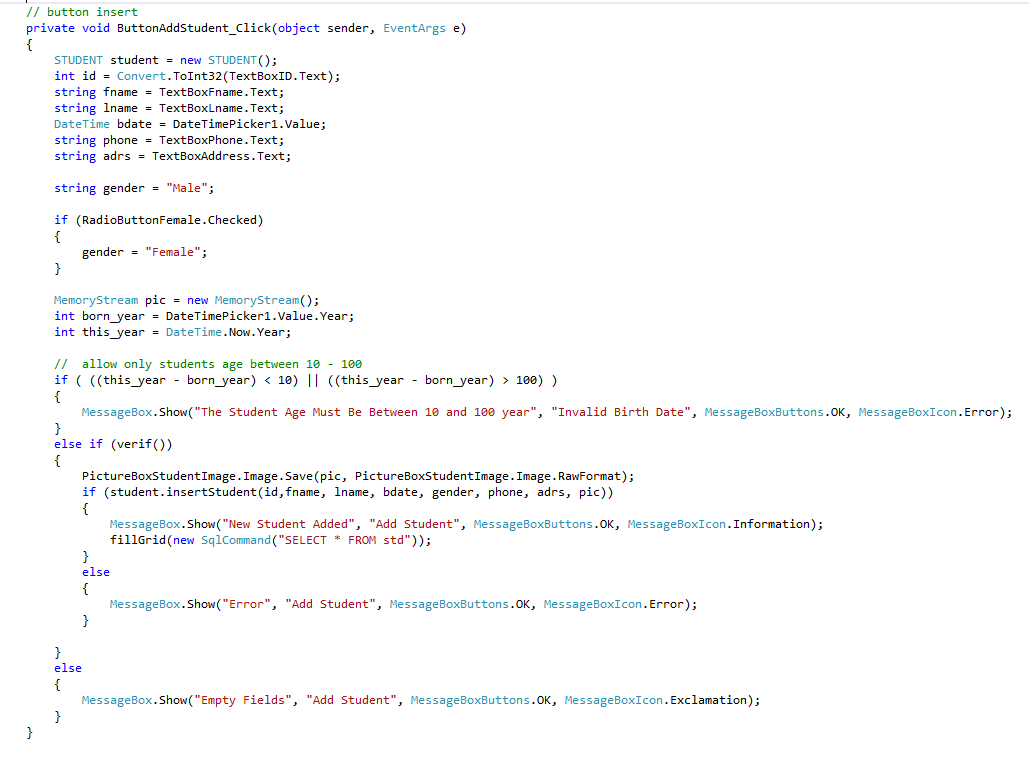 // button insert
private void ButtonAddStudent_Click(object sender, EventArgs e)
{
    STUDENT student = new STUDENT();
    int id = Convert.ToInt32(TextBoxID.Text);
    string fname = TextBoxFname.Text;
    string lname = TextBoxLname.Text;
    DateTime bdate = DateTimePicker1.Value;
    string phone = TextBoxPhone.Text;
    string adrs = TextBoxAddress.Text;

    string gender = "Male";

    if (RadioButtonFemale.Checked)
    {
        gender = "Female";
    }

    MemoryStream pic = new MemoryStream();
    int born_year = DateTimePicker1.Value.Year;
    int this_year = DateTime.Now.Year;

    //  allow only students age between 10 - 100
    if ( ((this_year - born_year) < 10) || ((this_year - born_year) > 100) )
    {
        MessageBox.Show("The Student Age Must Be Between 10 and 100 year", "Invalid Birth Date", MessageBoxButtons.OK, MessageBoxIcon.Error);
    }
    else if (verif())
    {
        PictureBoxStudentImage.Image.Save(pic, PictureBoxStudentImage.Image.RawFormat);
        if (student.insertStudent(id,fname, lname, bdate, gender, phone, adrs, pic))
        {
            MessageBox.Show("New Student Added", "Add Student", MessageBoxButtons.OK, MessageBoxIcon.Information);
            fillGrid(new SqlCommand("SELECT * FROM std"));
        }
        else
        {
            MessageBox.Show("Error", "Add Student", MessageBoxButtons.OK, MessageBoxIcon.Error);
        }

    }
    else
    {
        MessageBox.Show("Empty Fields", "Add Student", MessageBoxButtons.OK, MessageBoxIcon.Exclamation);
    }
}